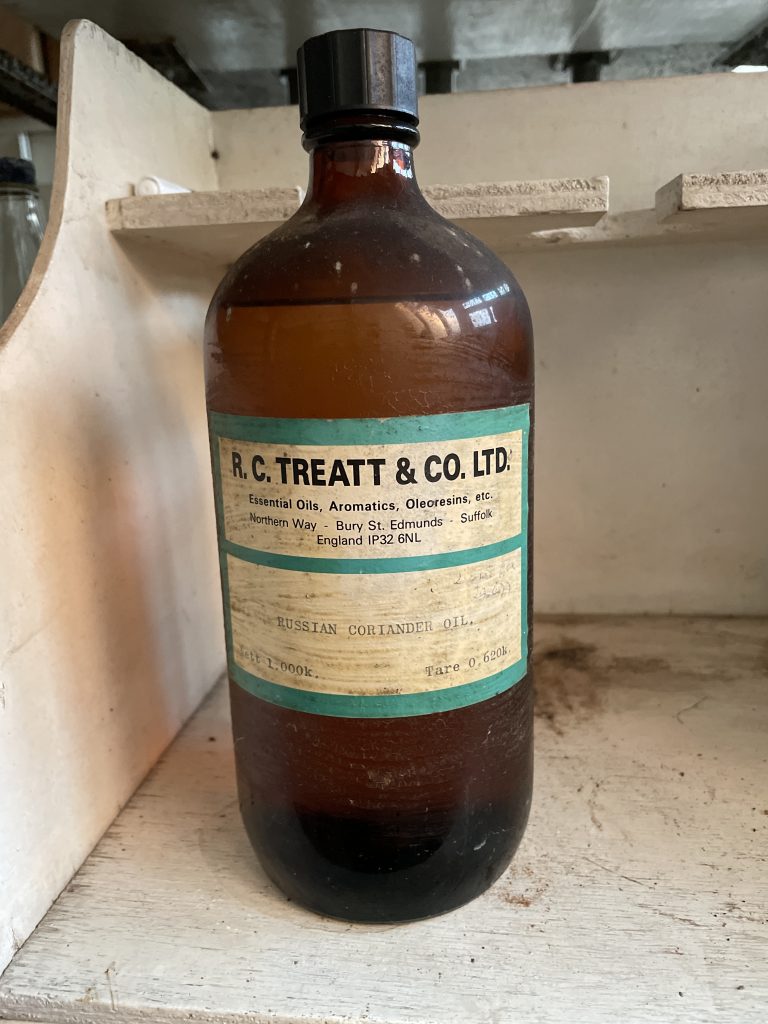 R. C. TREATT & CO. LTD.
Essential Oils, Aromatics, Oleoresins, etc.
Northern Way - Bury St. Edmunds - Suffolk
England IP32 6NL
RUSSIAN CORIANDER OIL.
Nett 1.000k. Tare 0.620k